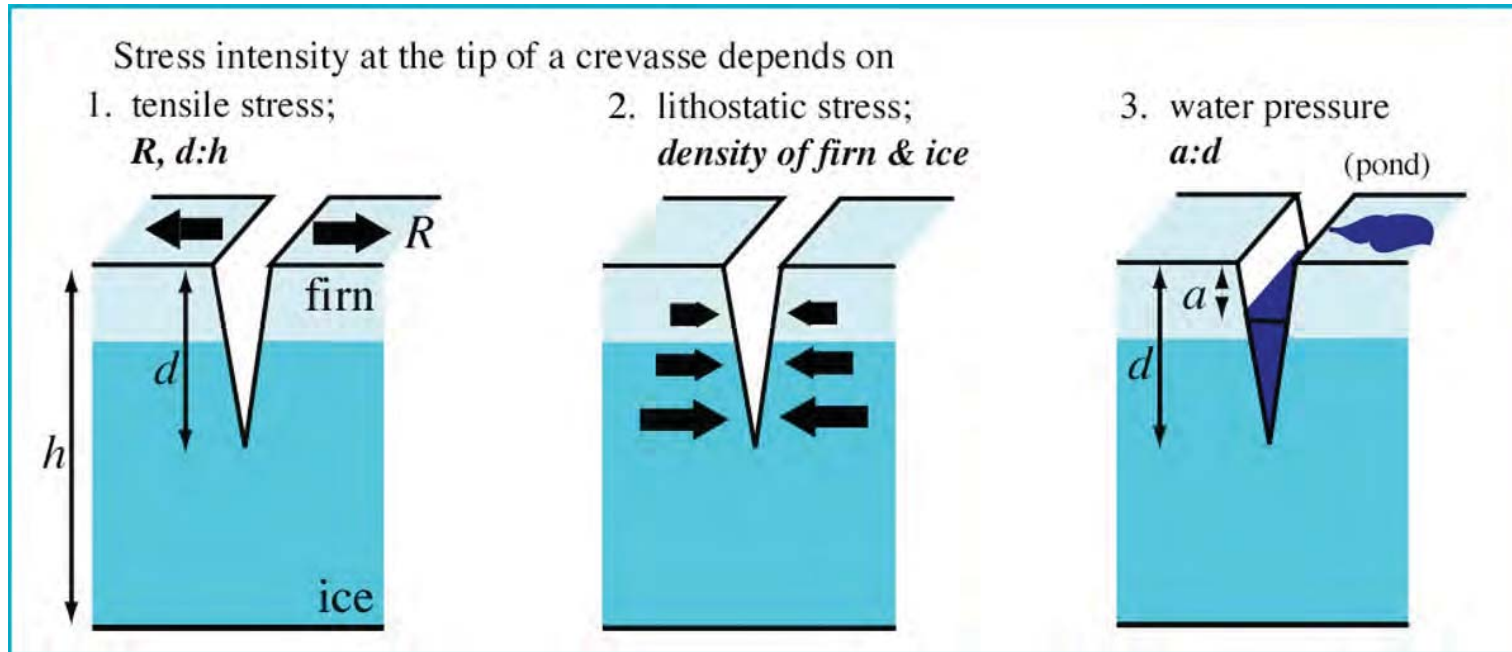 Stress intensity at the tip of a crevasse depends on
1. tensile stress;
R, d:h
2. lithostatic stress;
density of firn & ice
3. water pressure
a:d
(pond)
R
firn
d
h
ice
a
d